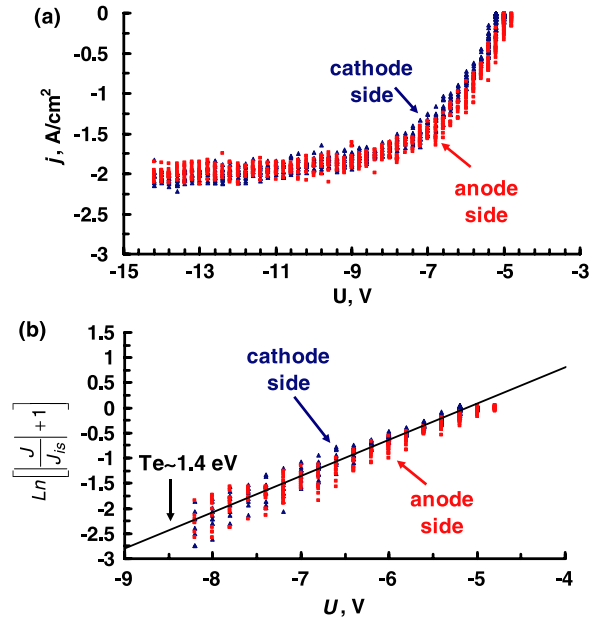 (a)
0
-0.5
-1
-1.5
-2
-2.5
-3
j, A/cm²
cathode
side
anode
side
-15 -13 -11 -9 -7 -5 -3
U, V
(b)
1.5
1
0.5
0
-0.5
-1
-1.5
-2
-2.5
-3
Ln[|J/J_is| + 1]
cathode
side
Te~1.4 eV
anode
side
-9 -8 -7 -6 -5 -4
U, V